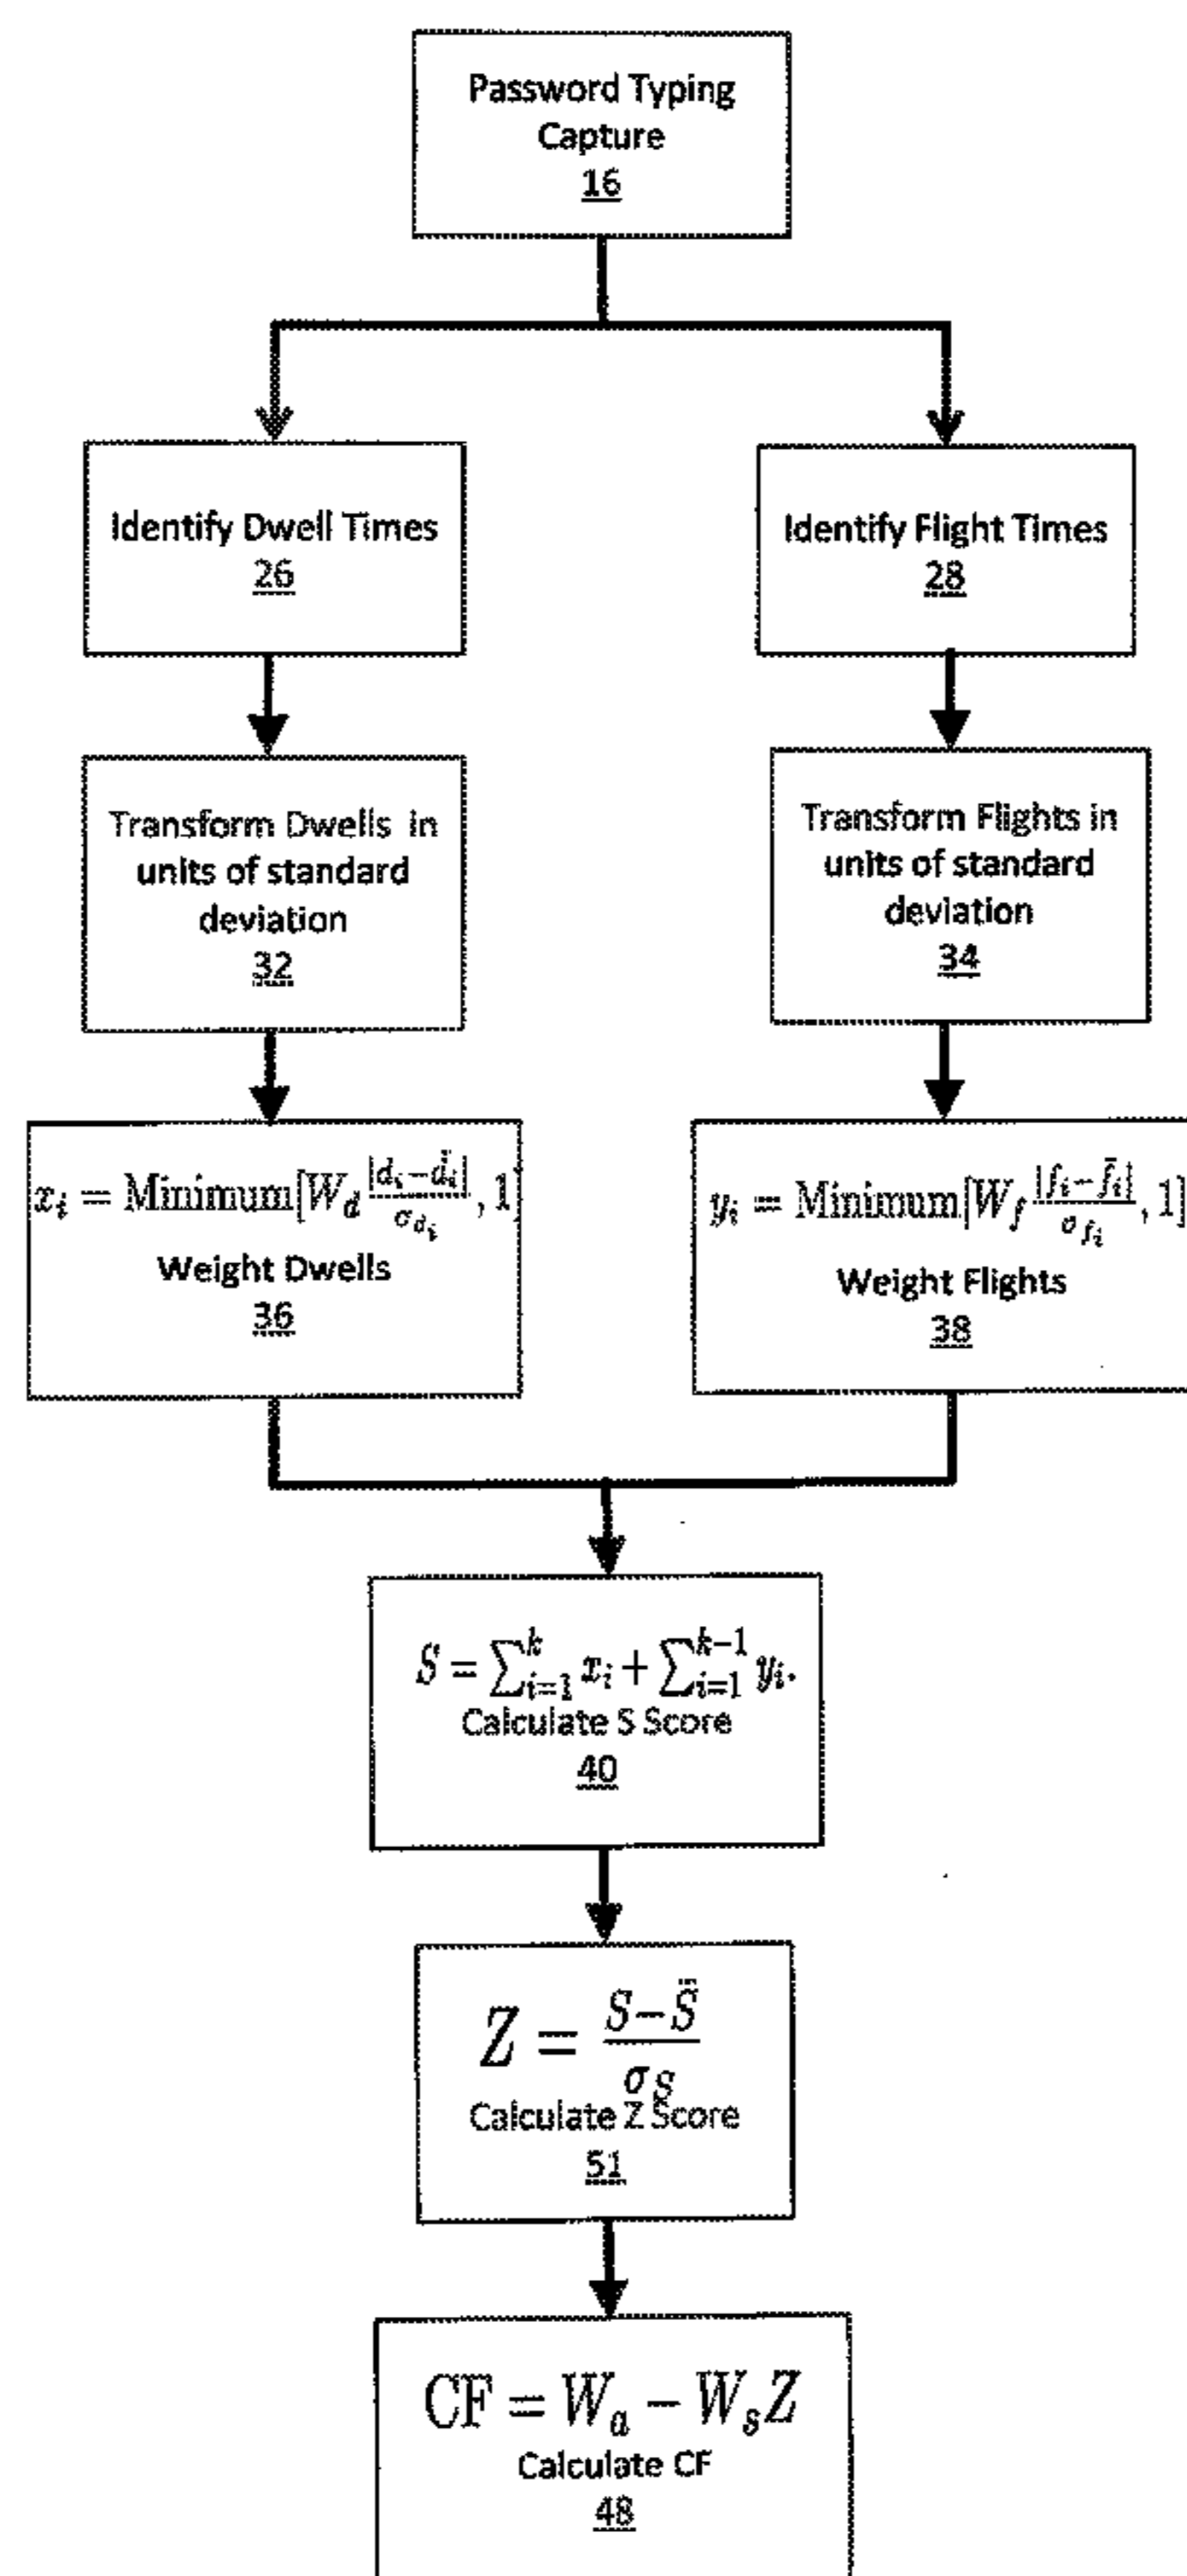 Password Typing
Capture
16
Identify Dwell Times
26
Identify Flight Times
28
Transform Dwells in
units of standard
deviation
32
Transform Flights in
units of standard
deviation
34
x_i = Minimum[W_d |d_i − d̄_i| / σ_{d_i}, 1]
Weight Dwells
36
y_i = Minimum[W_f |f_i − f̄_i| / σ_{f_i}, 1]
Weight Flights
38
S = ∑_{i=1}^{k} x_i + ∑_{i=1}^{k−1} y_i.
Calculate S Score
40
Z = (S − S̄) / σ_S
Calculate Z Score
51
CF = W_a − W_s Z
Calculate CF
48